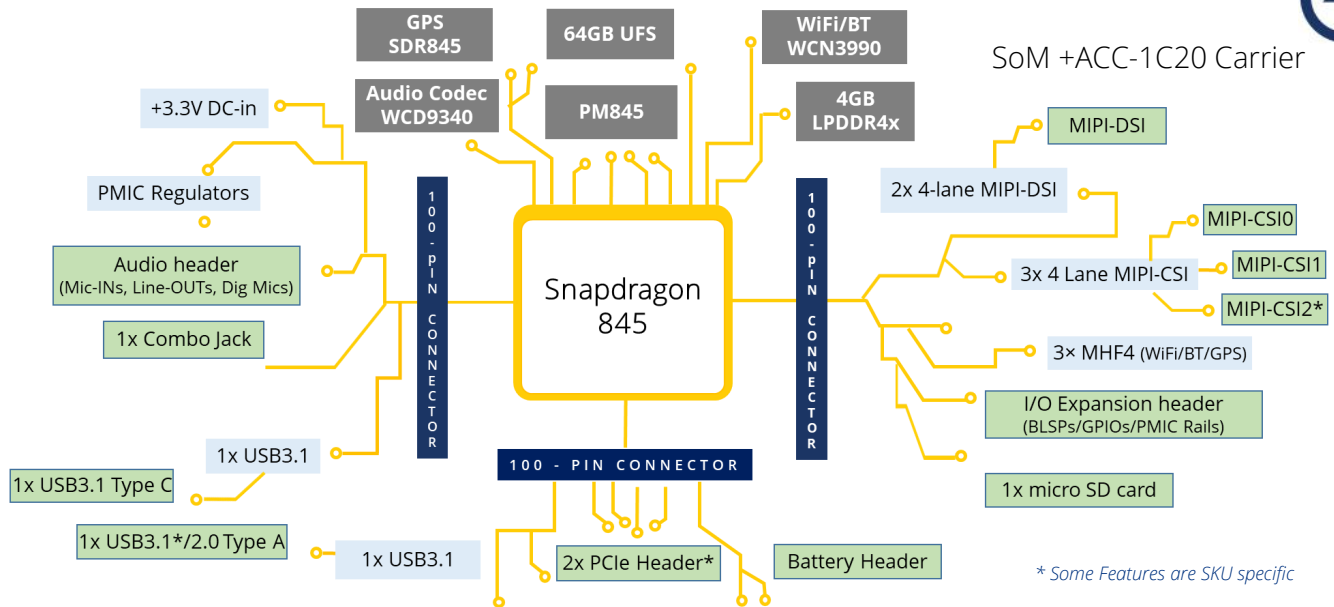 GPS
SDR845
64GB UFS
WiFi/BT
WCN3990
SoM +ACC-1C20 Carrier
Audio Codec
WCD9340
PM845
4GB
LPDDR4x
+3.3V DC-in
MIPI-DSI
PMIC Regulators
2x 4-lane MIPI-DSI
MIPI-CSI0
Audio header
(Mic-INs, Line-OUTs, Dig Mics)
3x 4 Lane MIPI-CSI
MIPI-CSI1
MIPI-CSI2*
1x Combo Jack
100-pIN CONNECTOR
Snapdragon
845
100-pIN CONNECTOR
3× MHF4 (WiFi/BT/GPS)
I/O Expansion header
(BLSPs/GPIOs/PMIC Rails)
1x USB3.1
100 - PIN CONNECTOR
1x USB3.1 Type C
1x micro SD card
1x USB3.1*/2.0 Type A
1x USB3.1
2x PCIe Header*
Battery Header
* Some Features are SKU specific